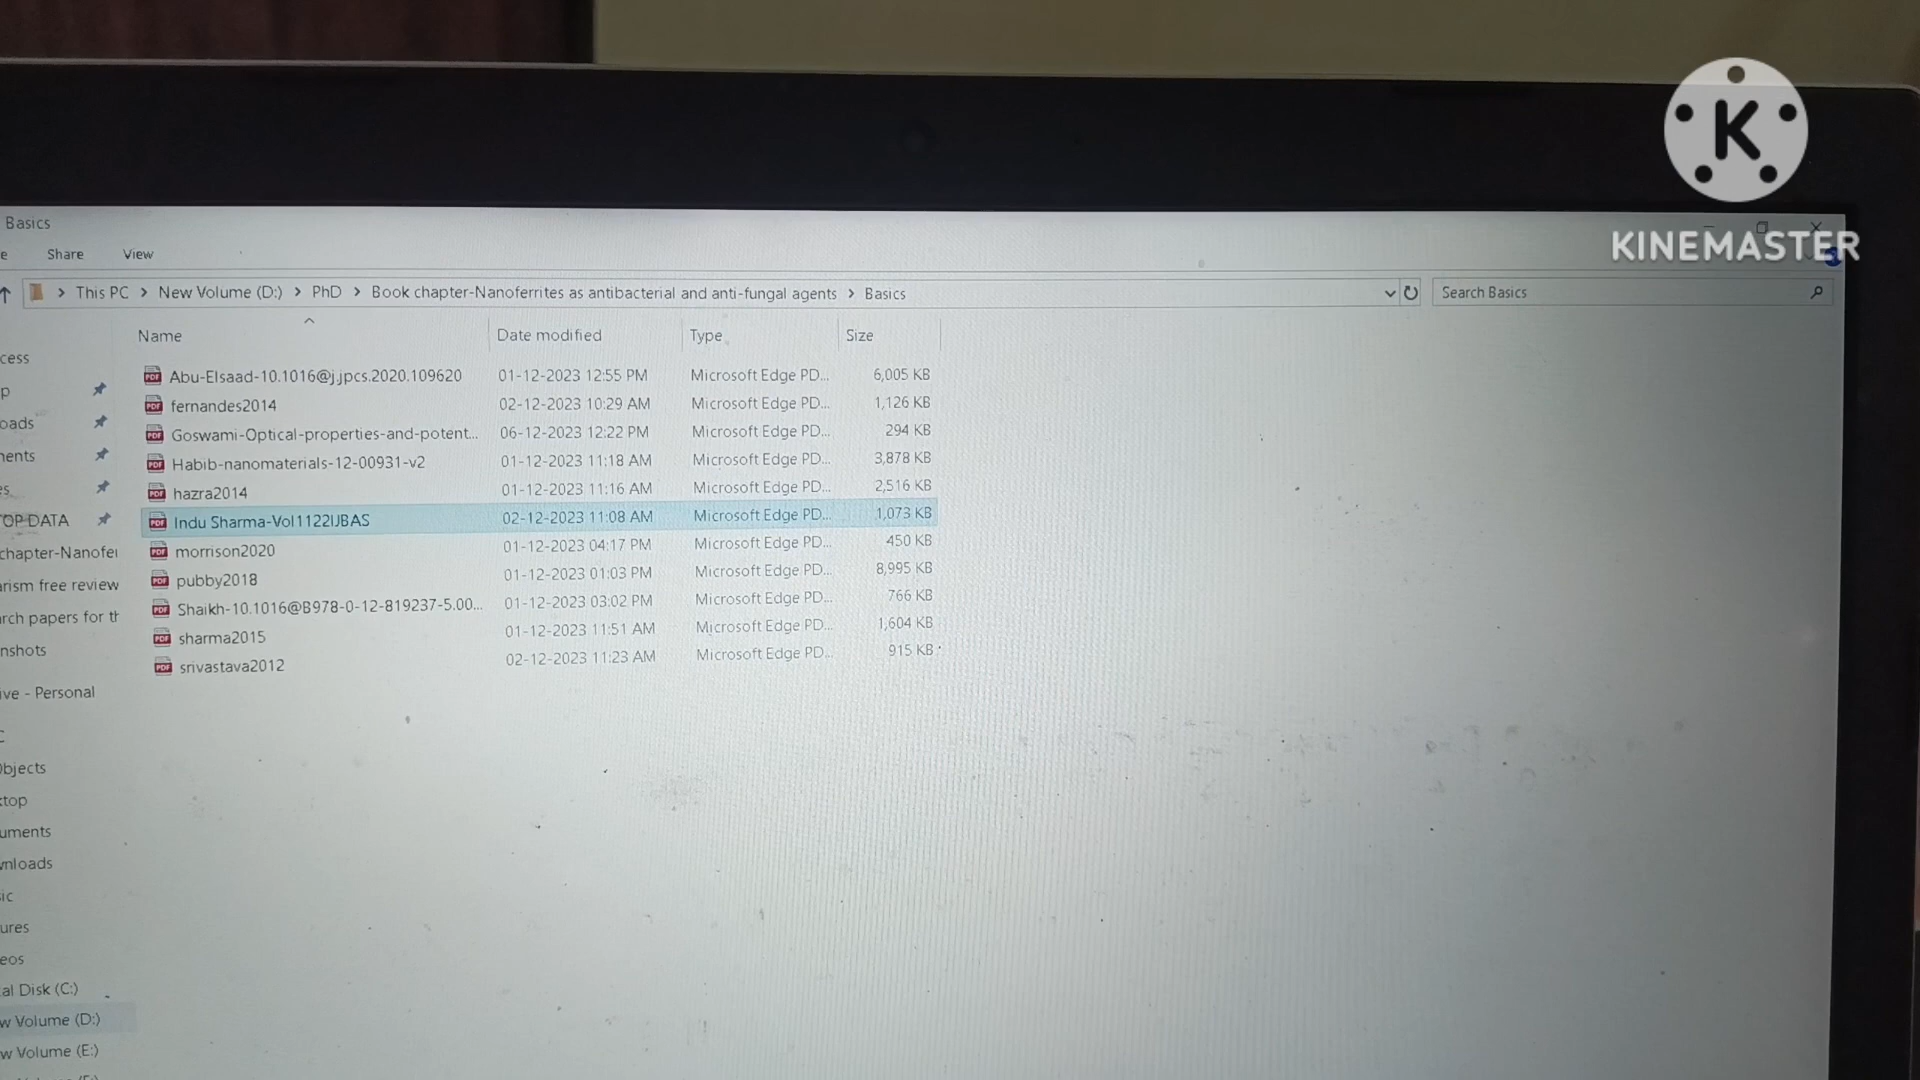 K
KINEMASTER
Basics
e Share View
This PC > New Volume (D:) > PhD > Book chapter-Nanoferrites as antibacterial and anti-fungal agents > Basics
Search Basics
Name Date modified Type Size
Abu-Elsaad-10.1016@j.jpcs.2020.109620 01-12-2023 12:55 PM Microsoft Edge PD... 6,005 KB
fernandes2014 02-12-2023 10:29 AM Microsoft Edge PD... 1,126 KB
Goswami-Optical-properties-and-potent... 06-12-2023 12:22 PM Microsoft Edge PD... 294 KB
Habib-nanomaterials-12-00931-v2 01-12-2023 11:18 AM Microsoft Edge PD... 3,878 KB
hazra2014 01-12-2023 11:16 AM Microsoft Edge PD... 2,516 KB
Indu Sharma-Vol1122IJBAS 02-12-2023 11:08 AM Microsoft Edge PD... 1,073 KB
morrison2020 01-12-2023 04:17 PM Microsoft Edge PD... 450 KB
pubby2018 01-12-2023 01:03 PM Microsoft Edge PD... 8,995 KB
Shaikh-10.1016@B978-0-12-819237-5.00... 01-12-2023 03:02 PM Microsoft Edge PD... 766 KB
sharma2015 01-12-2023 11:51 AM Microsoft Edge PD... 1,604 KB
srivastava2012 02-12-2023 11:23 AM Microsoft Edge PD... 915 KB
cess
p
oads
nents
es
OP DATA
chapter-Nanofei
arism free review
arch papers for th
nshots
ive - Personal
C
Objects
ktop
uments
wnloads
sic
ures
eos
al Disk (C:)
w Volume (D:)
w Volume (E:)